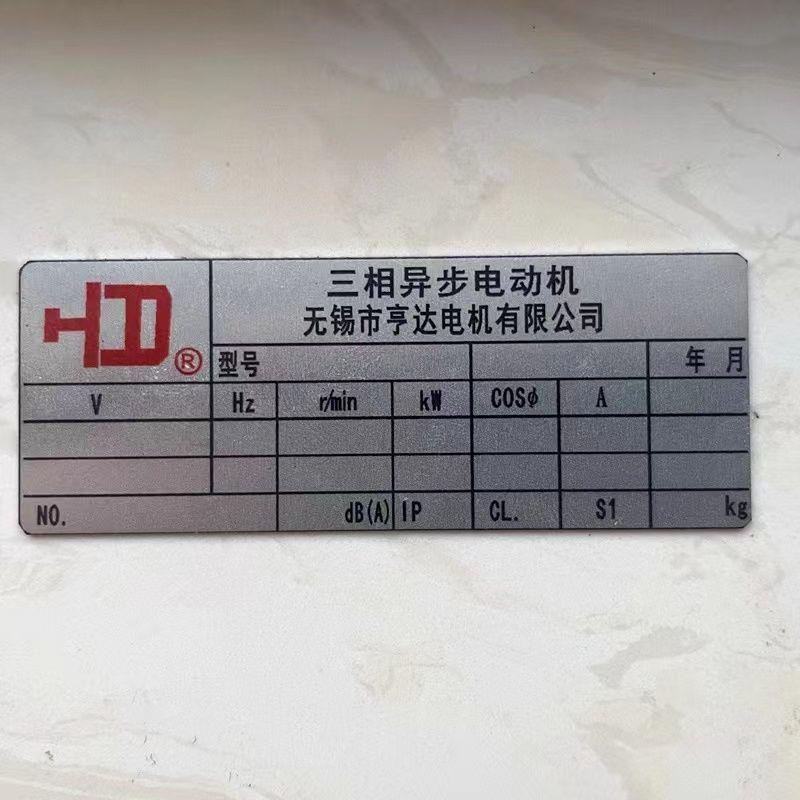 HD®
三相异步电动机
无锡市亨达电机有限公司
型号 年 月
V Hz r/min kW COSϕ A
NO. dB(A) IP CL. S1 kg